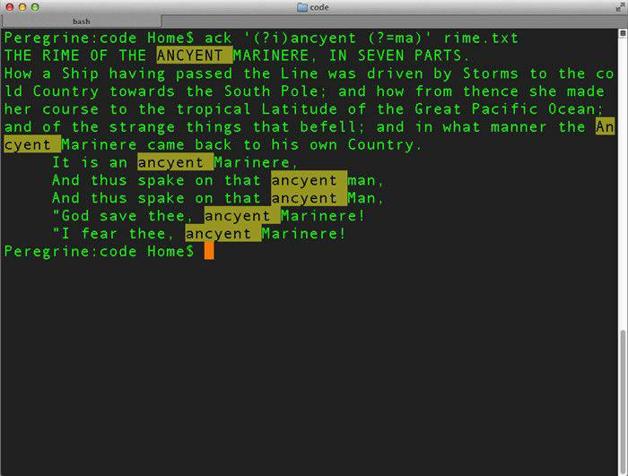 code
bash
Peregrine:code Home$ ack '(?i)ancyent (?=ma)' rime.txt
THE RIME OF THE ANCYENT MARINERE, IN SEVEN PARTS.
How a Ship having passed the Line was driven by Storms to the co
ld Country towards the South Pole; and how from thence she made
her course to the tropical Latitude of the Great Pacific Ocean;
and of the strange things that befell; and in what manner the An
cyent Marinere came back to his own Country.
It is an ancyent Marinere,
And thus spake on that ancyent man,
And thus spake on that ancyent Man,
"God save thee, ancyent Marinere!
"I fear thee, ancyent Marinere!
Peregrine:code Home$